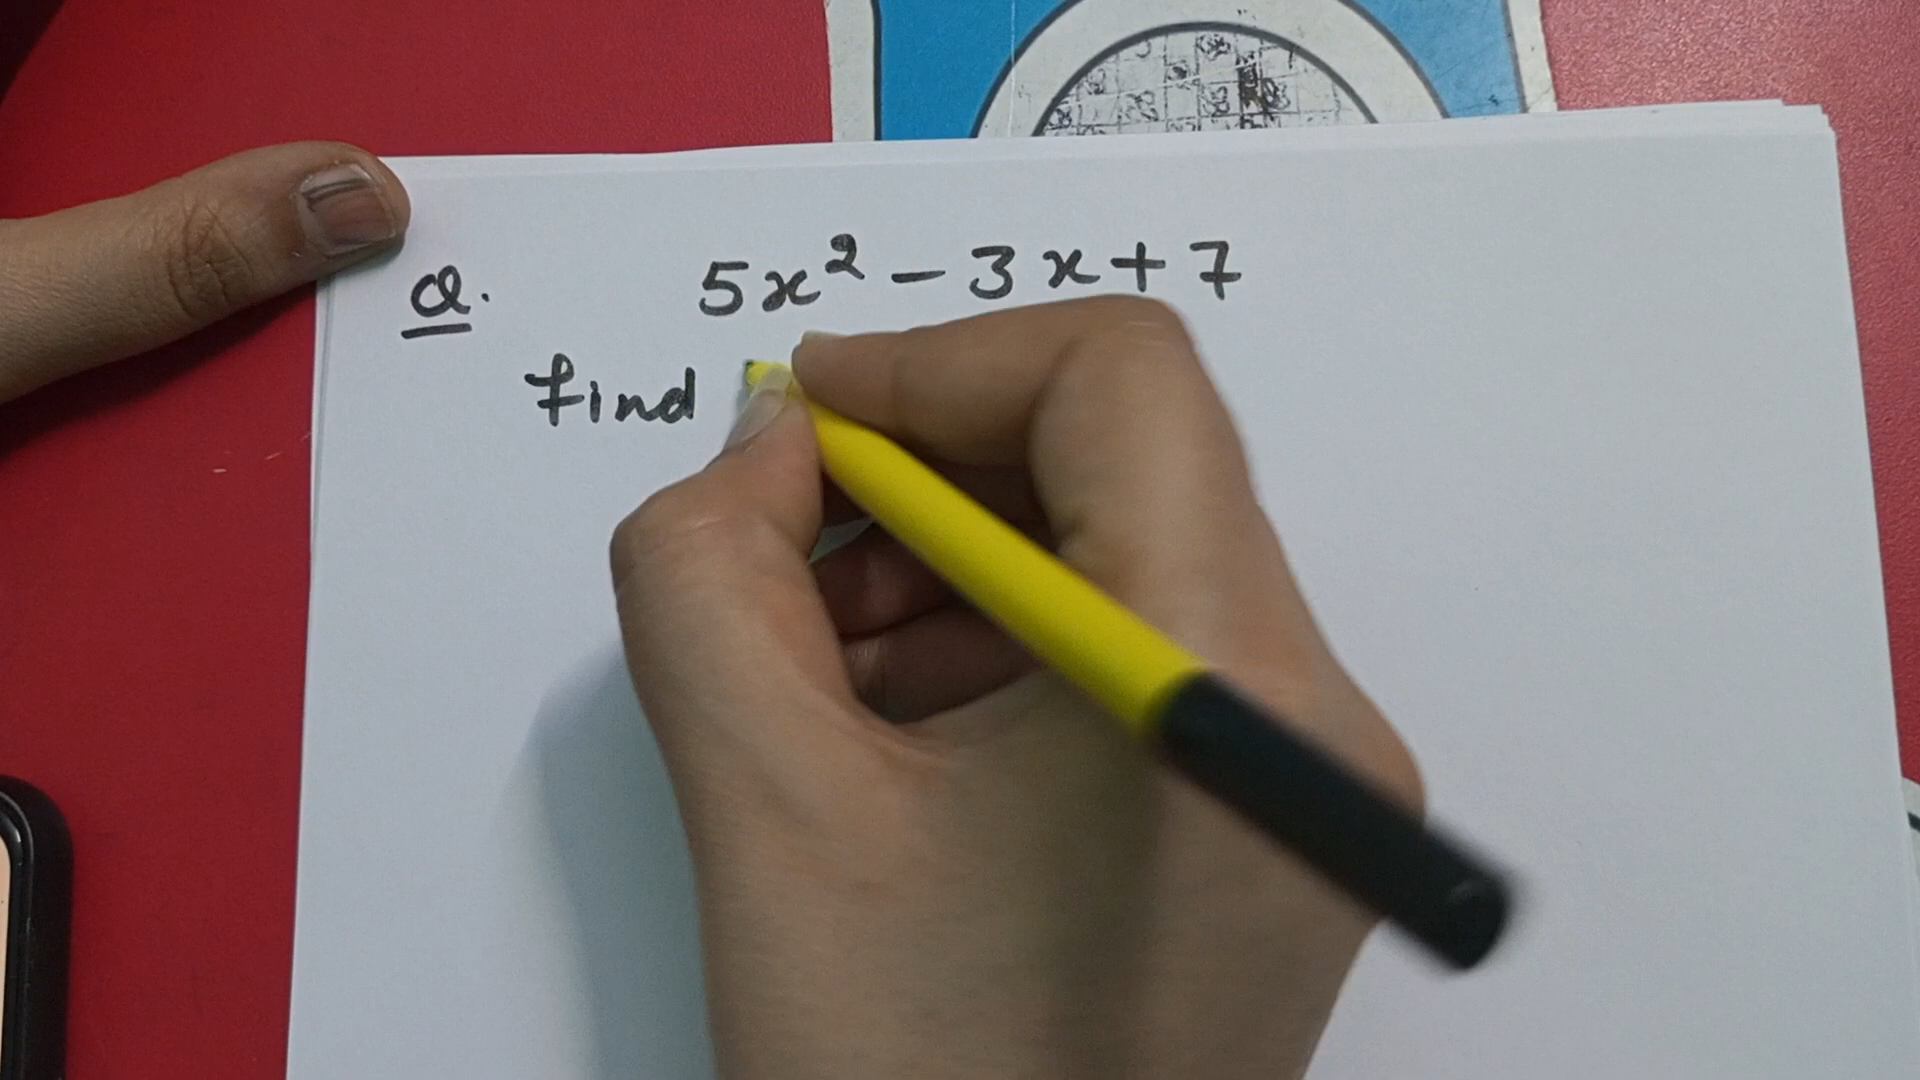 Q. 5x² - 3x + 7
find